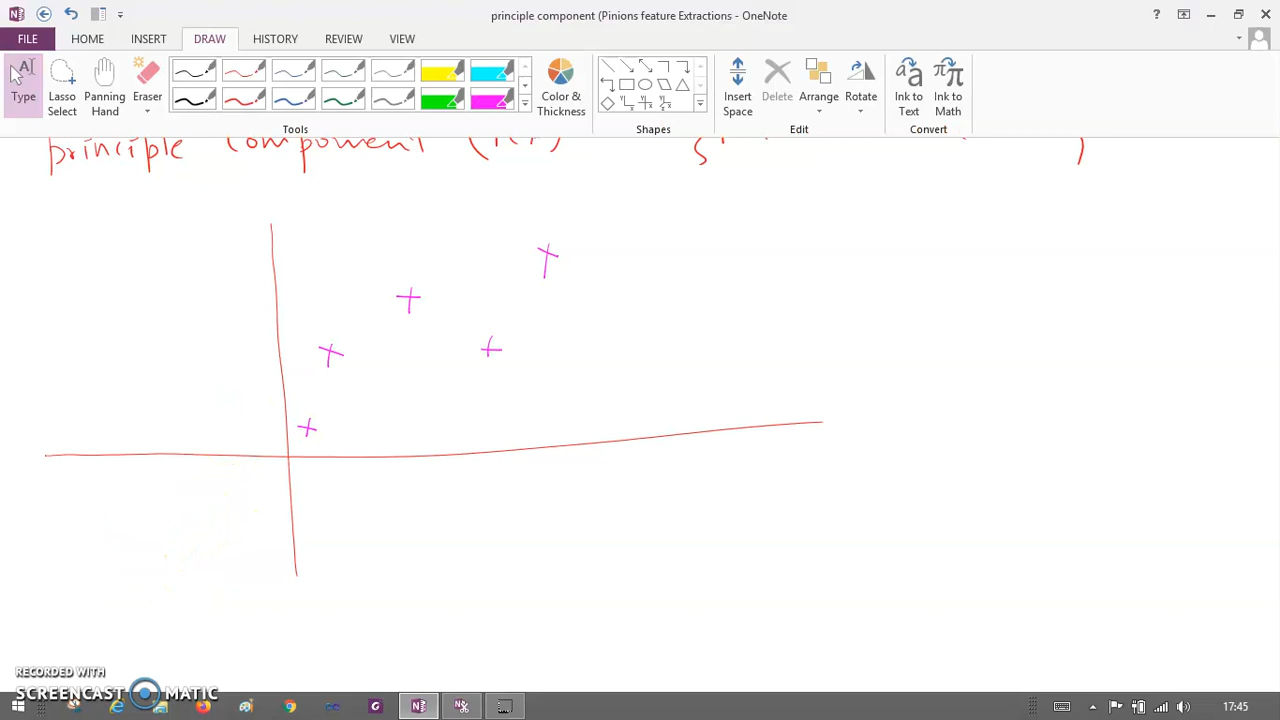 principle component (Pinions feature Extractions - OneNote
FILE HOME INSERT DRAW HISTORY REVIEW VIEW
Type Lasso Select Panning Hand Eraser Color & Thickness Insert Space Delete Arrange Rotate Ink to Text Ink to Math
Tools Shapes Edit Convert
principle component
RECORDED WITH
SCREENCAST MATIC
17:45